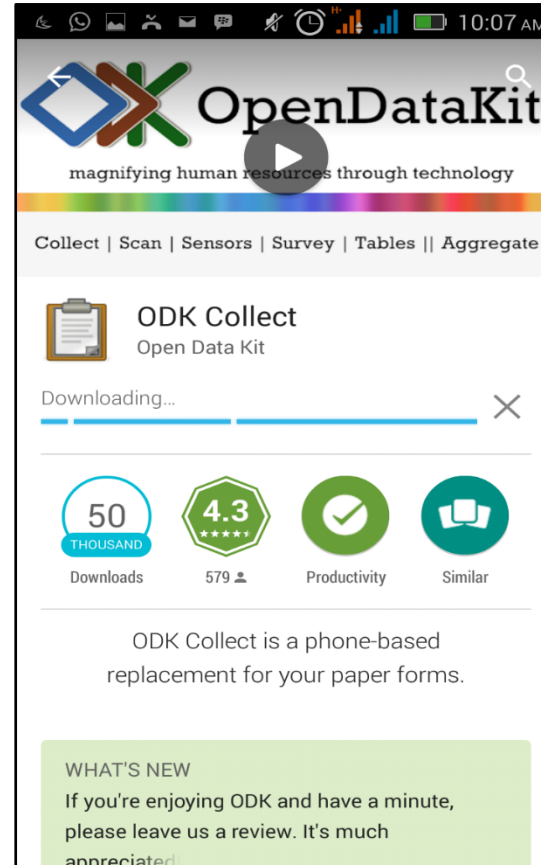 H+ 10:07 AM
OpenDataKit
magnifying human resources through technology
Collect | Scan | Sensors | Survey | Tables || Aggregate
ODK Collect
Open Data Kit
Downloading...
50 4.3
THOUSAND
Downloads 579 Productivity Similar
ODK Collect is a phone-based
replacement for your paper forms.
WHAT'S NEW
If you're enjoying ODK and have a minute,
please leave us a review. It's much
appreciated!